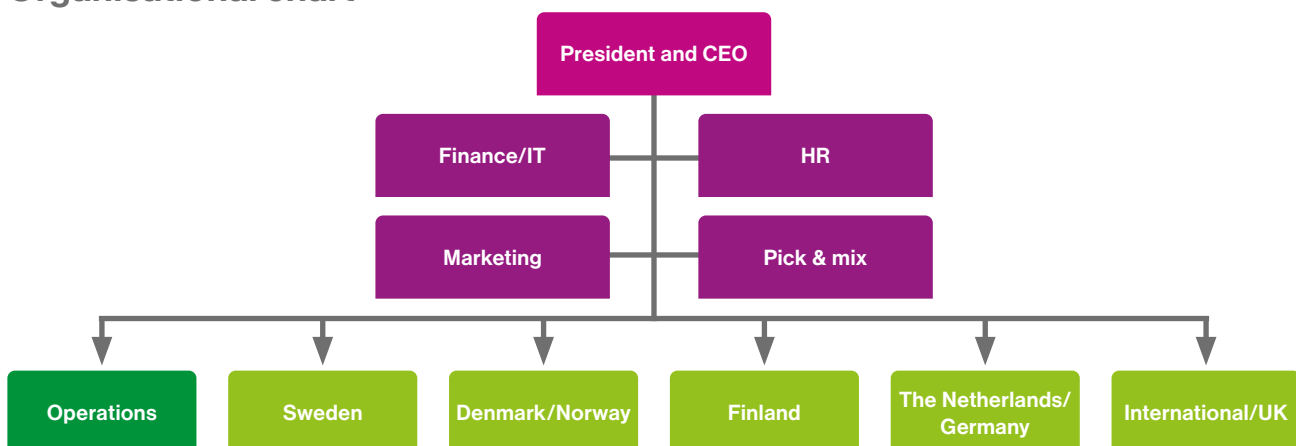 President and CEO
Finance/IT
HR
Marketing
Pick & mix
Operations
Sweden
Denmark/Norway
Finland
The Netherlands/
Germany
International/UK